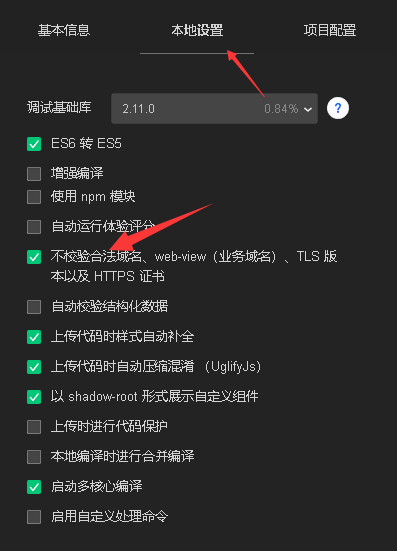 基本信息 本地设置 项目配置
调试基础库 2.11.0 0.84% ?
ES6 转 ES5
增强编译
使用 npm 模块
自动运行体验评分
不校验合法域名、web-view（业务域名）、TLS 版
本以及 HTTPS 证书
自动校验结构化数据
上传代码时样式自动补全
上传代码时自动压缩混淆 （UglifyJs）
以 shadow-root 形式展示自定义组件
上传时进行代码保护
本地编译时进行合并编译
启动多核心编译
启用自定义处理命令